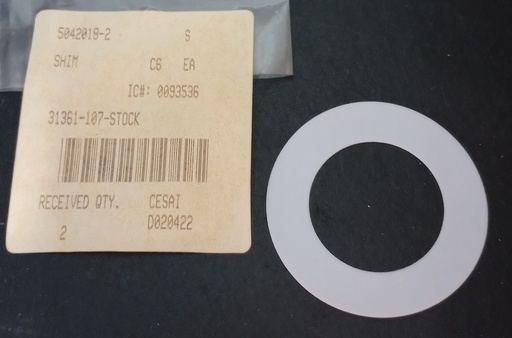 5042018-2 S
SHIM C6 EA
IC#: 0093536
31361-107-STOCK
RECEIVED QTY. CESAI
2 D020422